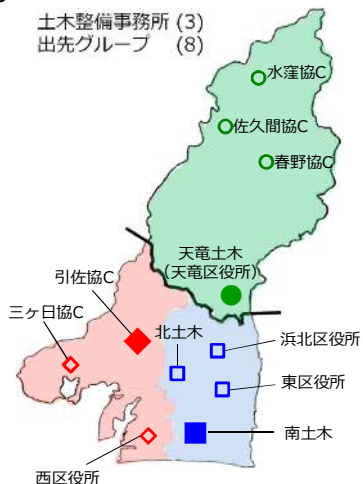 土木整備事務所 (3)
出先グループ (8)
水窪協C
佐久間協C
春野協C
天竜土木
(天竜区役所)
引佐協C
三ヶ日協C
北土木
浜北区役所
東区役所
南土木
西区役所